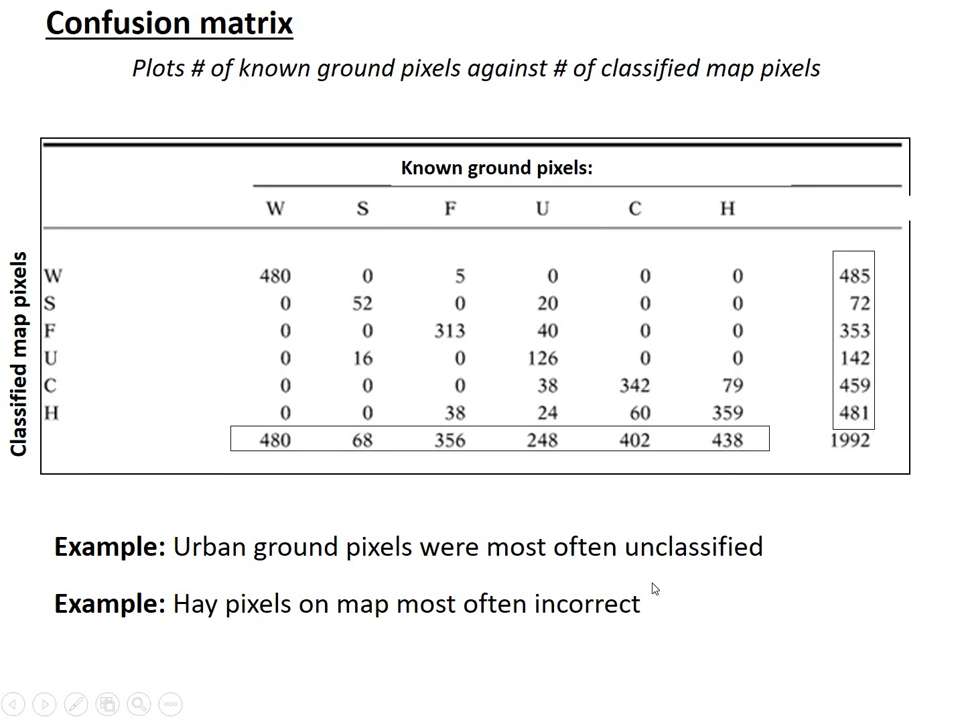 Confusion matrix
Plots # of known ground pixels against # of classified map pixels
Known ground pixels:
W S F U C H
Classified map pixels
W 480 0 5 0 0 0 485
S 0 52 0 20 0 0 72
F 0 0 313 40 0 0 353
U 0 16 0 126 0 0 142
C 0 0 0 38 342 79 459
H 0 0 38 24 60 359 481
480 68 356 248 402 438 1992
Example: Urban ground pixels were most often unclassified
Example: Hay pixels on map most often incorrect